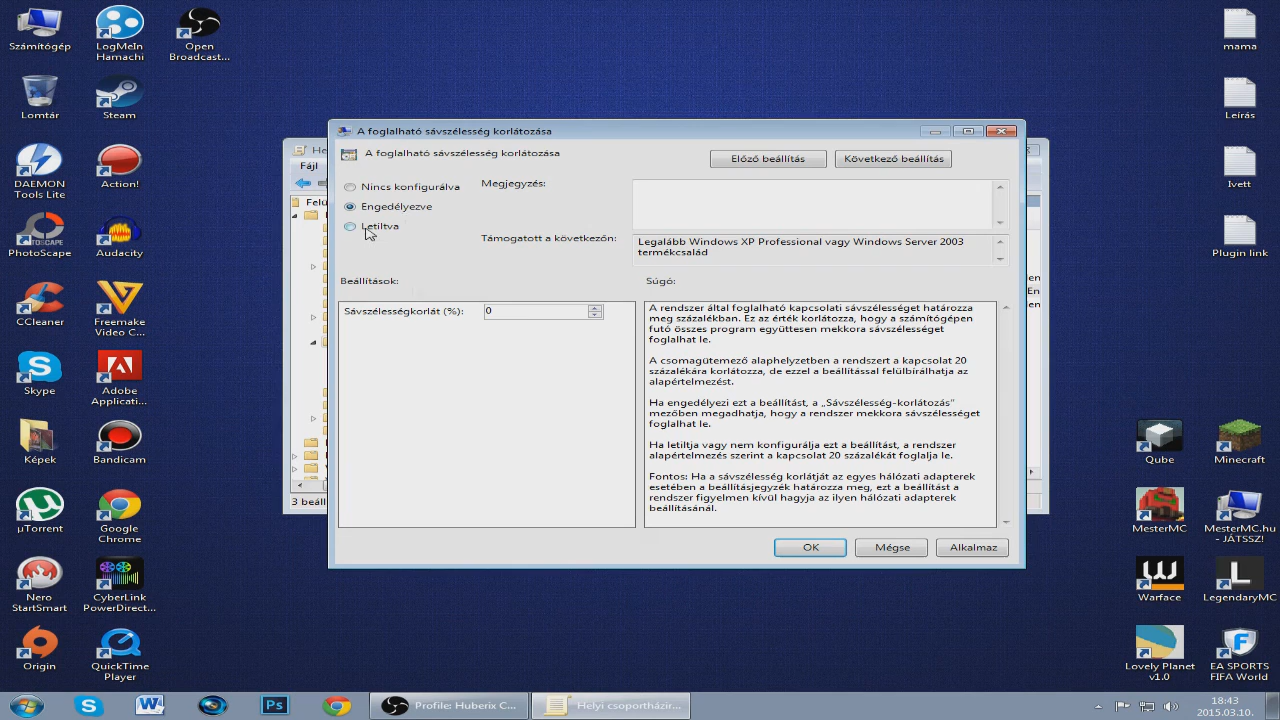 Számítógép
LogMeIn
Hamachi
Open
Broadcast...
mama
Lomtár
Steam
Leírás
DAEMON
Tools Lite
Action!
Ivett
PhotoScape
Audacity
Plugin link
CCleaner
Freemake
Video C...
Skype
Adobe
Applicati...
Képek
Bandicam
Qube
Minecraft
µTorrent
Google
Chrome
MesterMC
MesterMC.hu
- JÁTSSZ!
Nero
StartSmart
CyberLink
PowerDirect...
Warface
LegendaryMC
Origin
QuickTime
Player
Lovely Planet
v1.0
EA SPORTS
FIFA World
He
Fájl
Felü
3 beáll
A foglalható sávszélesség korlátozása
A foglalható sávszélesség korlátozása
Előző beállítás
Következő beállítás
Nincs konfigurálva
Engedélyezve
Letiltva
Megjegyzés:
Támogatott a következőn:
Legalább Windows XP Professional vagy Windows Server 2003
termékcsalád
Beállítások:
Súgó:
Sávszélességkorlát (%):
0
A rendszer által foglalható kapcsolati sávszélességet határozza
meg százalékban. Ez az érték korlátozza, hogy a számítógépen
futó összes program együttesen mekkora sávszélességet
foglalhat le.
A csomagütemező alaphelyzetben a rendszert a kapcsolat 20
százalékára korlátozza, de ezzel a beállítással felülbírálhatja az
alapértelmezést.
Ha engedélyezi ezt a beállítást, a „Sávszélesség-korlátozás”
mezőben megadhatja, hogy a rendszer mekkora sávszélességet
foglalhat le.
Ha letiltja vagy nem konfigurálja ezt a beállítást, a rendszer
alapértelmezés szerint a kapcsolat 20 százalékát foglalja le.
Fontos: Ha a sávszélesség korlátját az egyes hálózati adapterek
esetében a beállításjegyzék határozza meg, ezt a beállítást a
rendszer figyelmen kívül hagyja az ilyen hálózati adapterek
beállításánál.
OK
Mégse
Alkalmaz
Profile: Huberix C...
Helyi csoportházir...
18:43
2015.03.10.